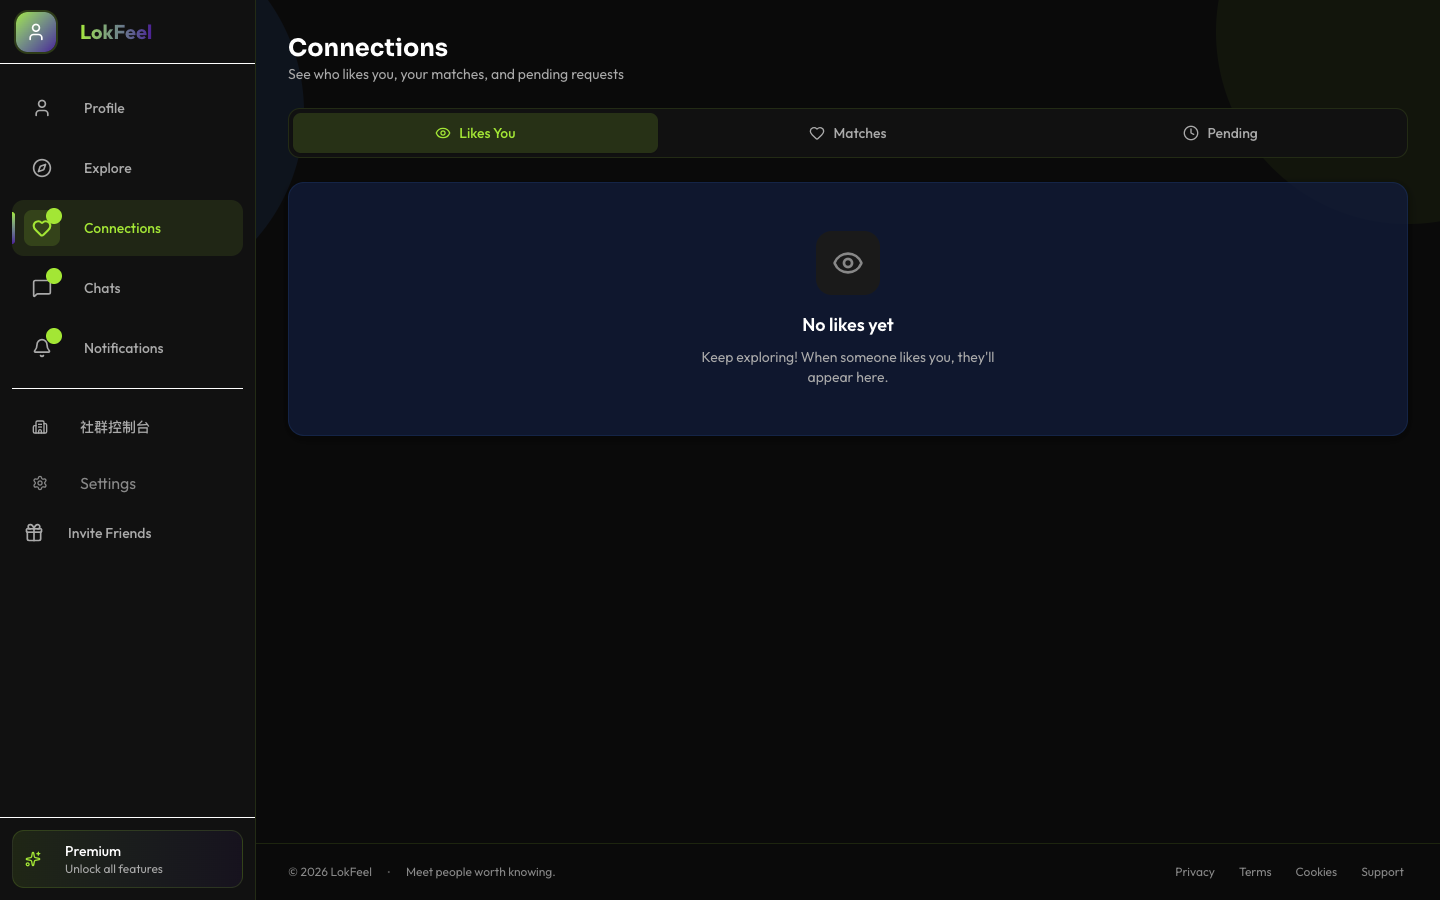 LokFeel
Profile
Explore
Connections
Chats
Notifications
社群控制台
Settings
Invite Friends
Premium
Unlock all features
Connections
See who likes you, your matches, and pending requests
Likes You
Matches
Pending
No likes yet
Keep exploring! When someone likes you, they'll
appear here.
© 2026 LokFeel · Meet people worth knowing.
Privacy Terms Cookies Support